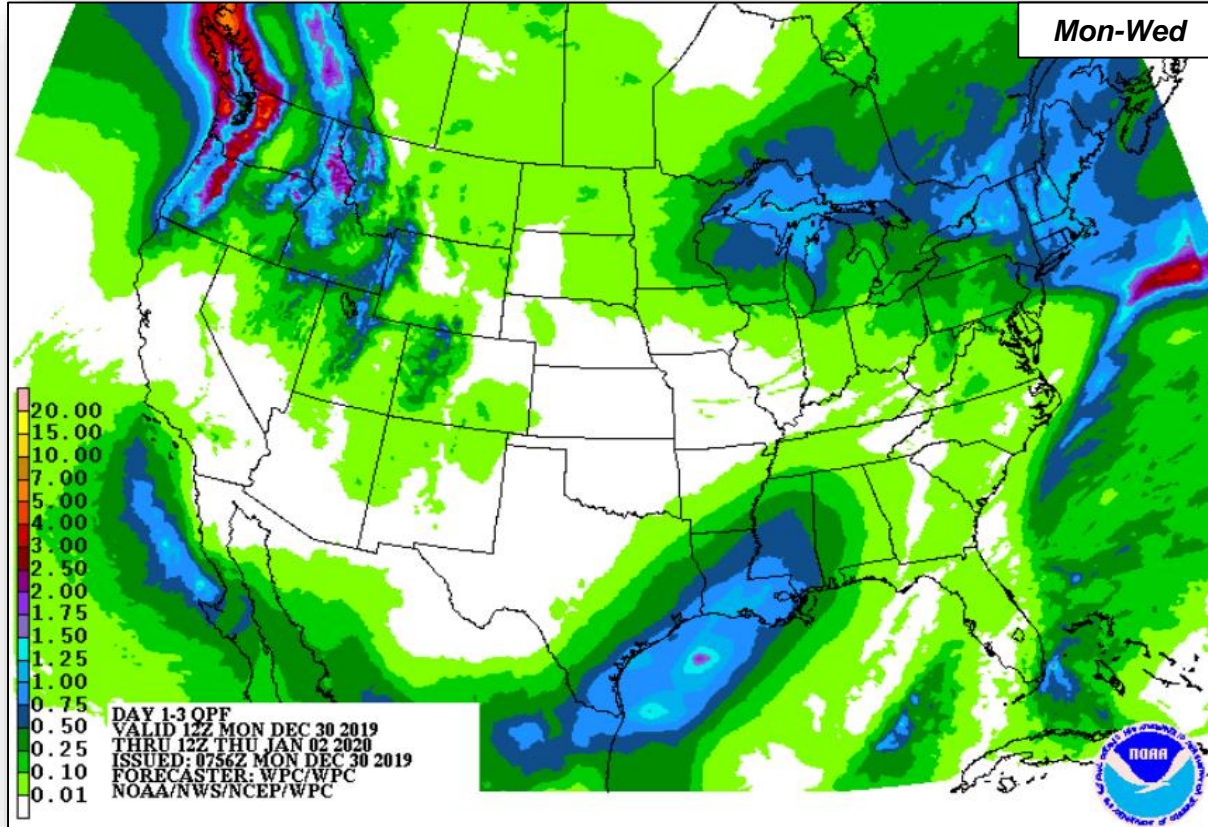 Mon-Wed
20.00
15.00
10.00
7.00
5.00
4.00
3.00
2.50
2.00
1.75
1.50
1.25
1.00
0.75
0.50
0.25
0.10
0.01
DAY 1-3 QPF
VALID 12Z MON DEC 30 2019
THRU 12Z THU JAN 02 2020
ISSUED: 0756Z MON DEC 30 2019
FORECASTER: WPC/WPC
NOAA/NWS/NCEP/WPC
NOAA